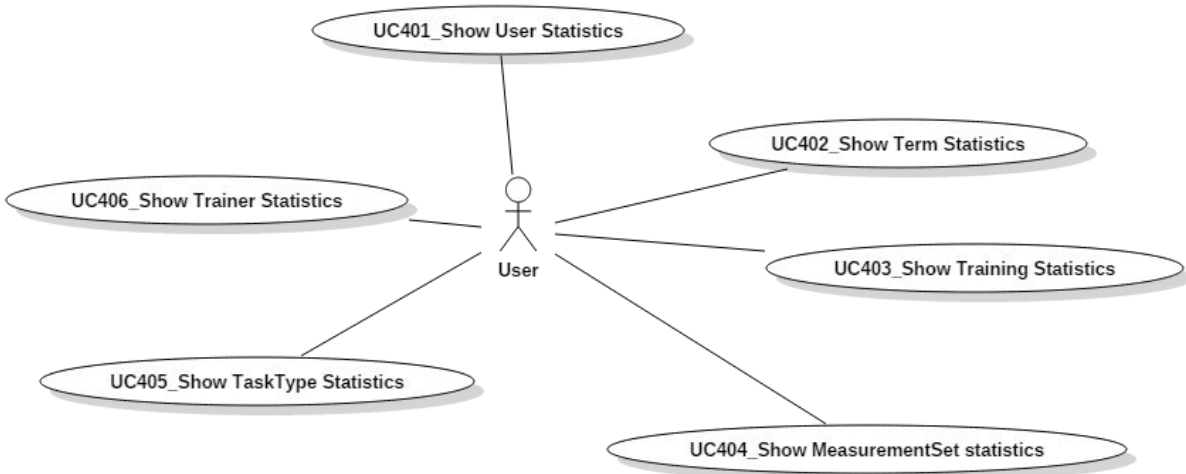 UC401_Show User Statistics
UC402_Show Term Statistics
UC406_Show Trainer Statistics
User
UC403_Show Training Statistics
UC405_Show TaskType Statistics
UC404_Show MeasurementSet statistics